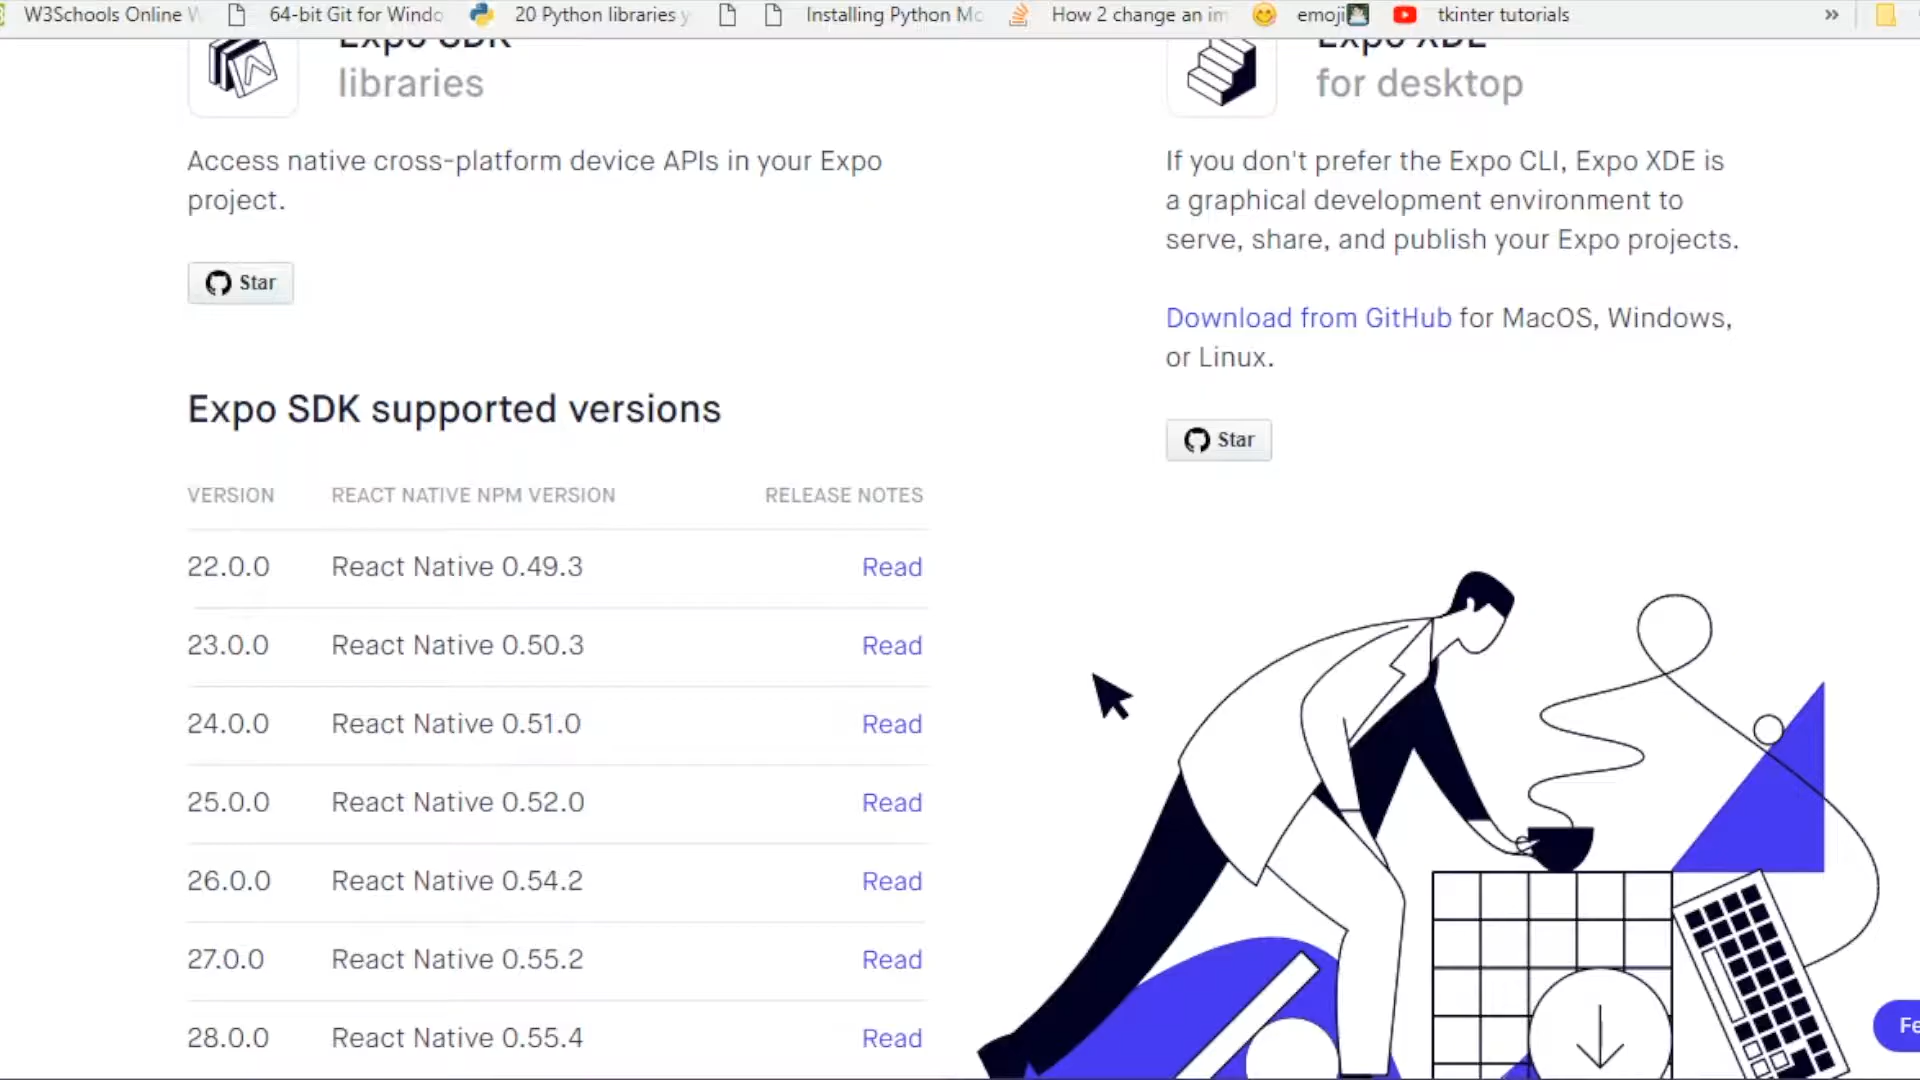 W3Schools Online
64-bit Git for Windo
20 Python libraries y
Installing Python Mo
How 2 change an im
emoji
tkinter tutorials
»
Expo SDK
libraries
Access native cross-platform device APIs in your Expo
project.
Star
Expo SDK supported versions
VERSION REACT NATIVE NPM VERSION RELEASE NOTES
22.0.0 React Native 0.49.3 Read
23.0.0 React Native 0.50.3 Read
24.0.0 React Native 0.51.0 Read
25.0.0 React Native 0.52.0 Read
26.0.0 React Native 0.54.2 Read
27.0.0 React Native 0.55.2 Read
28.0.0 React Native 0.55.4 Read
Expo XDE
for desktop
If you don't prefer the Expo CLI, Expo XDE is
a graphical development environment to
serve, share, and publish your Expo projects.
Download from GitHub for MacOS, Windows,
or Linux.
Star
Fe